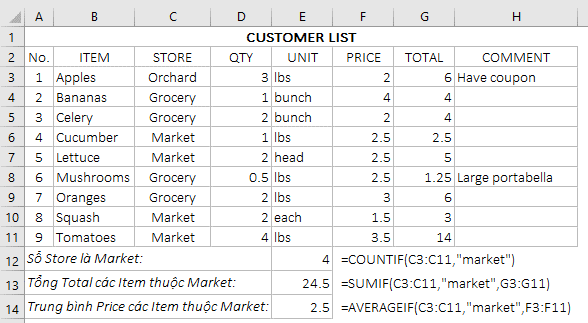 A B C D E F G H
1 CUSTOMER LIST
2 No. ITEM STORE QTY UNIT PRICE TOTAL COMMENT
3 1 Apples Orchard 3 lbs 2 6 Have coupon
4 2 Bananas Grocery 1 bunch 4 4
5 3 Celery Grocery 2 bunch 2 4
6 4 Cucumber Market 1 lbs 2.5 2.5
7 5 Lettuce Market 2 head 2.5 5
8 6 Mushrooms Grocery 0.5 lbs 2.5 1.25 Large portabella
9 7 Oranges Grocery 2 lbs 3 6
10 8 Squash Market 2 each 1.5 3
11 9 Tomatoes Market 4 lbs 3.5 14
12 Số Store là Market: 4 =COUNTIF(C3:C11,"market")
13 Tổng Total các Item thuộc Market: 24.5 =SUMIF(C3:C11,"market",G3:G11)
14 Trung bình Price các Item thuộc Market: 2.5 =AVERAGEIF(C3:C11,"market",F3:F11)